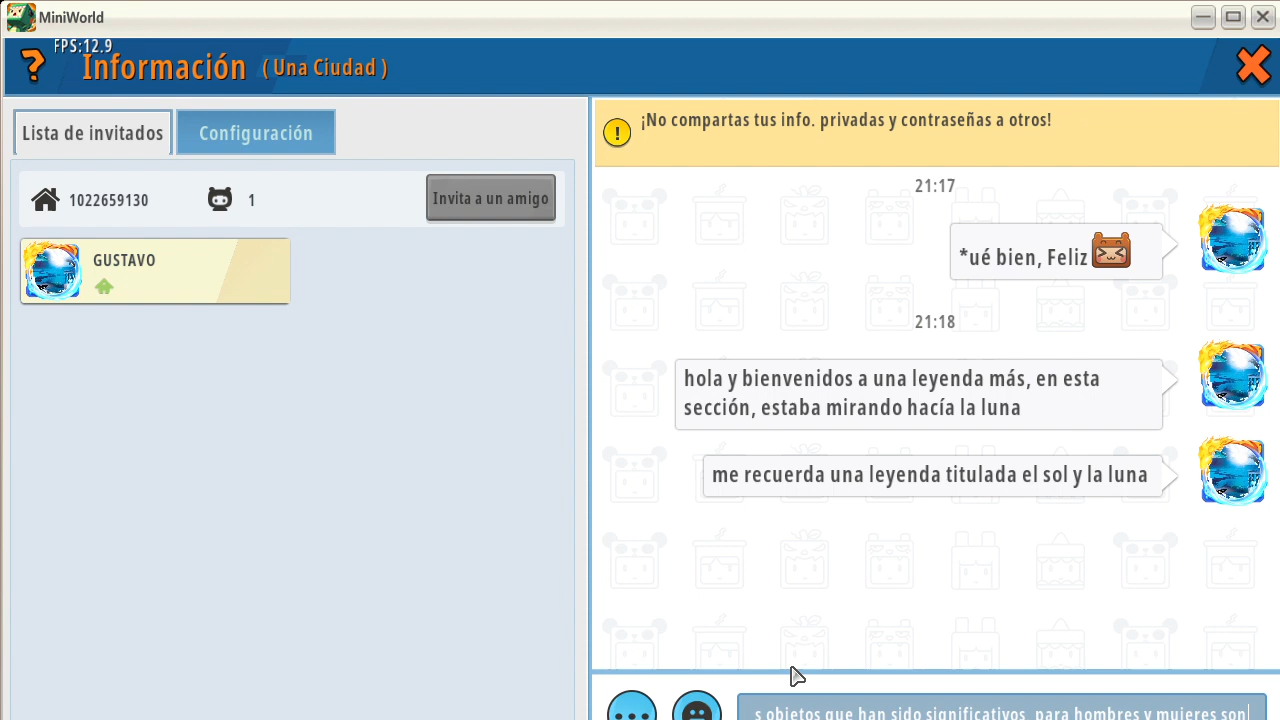 MiniWorld
FPS:12.9
Información ( Una Ciudad )
Lista de invitados
Configuración
1022659130
1
Invita a un amigo
GUSTAVO
¡No compartas tus info. privadas y contraseñas a otros!
21:17
*ué bien, Feliz
21:18
hola y bienvenidos a una leyenda más, en esta
sección, estaba mirando hacía la luna
me recuerda una leyenda titulada el sol y la luna
s objetos que han sido significativos, para hombres y mujeres son